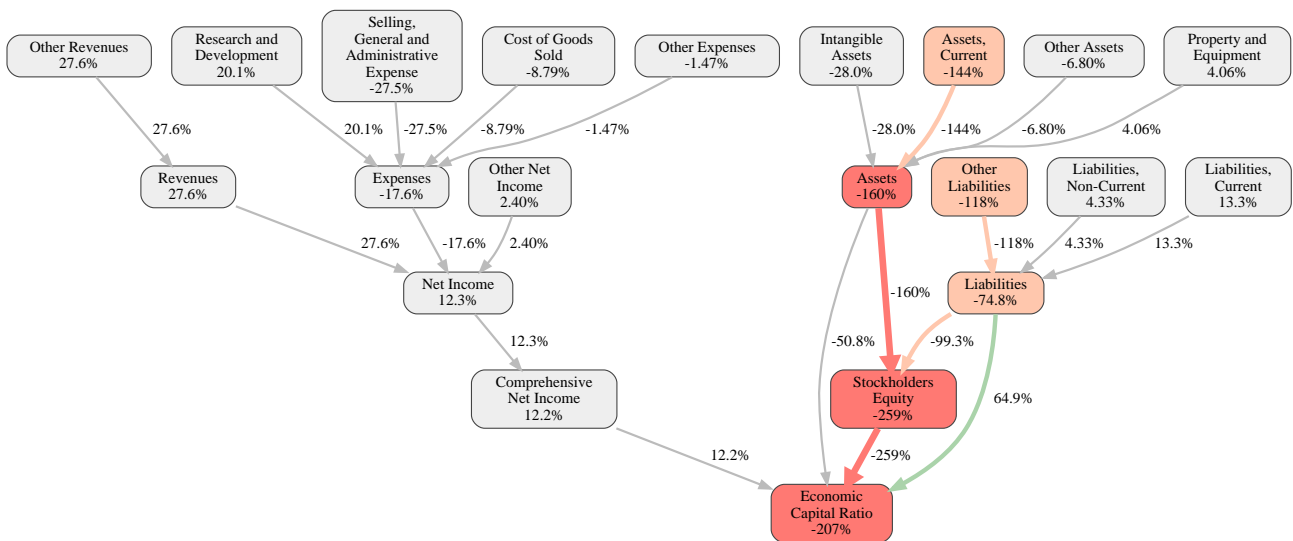 Other Revenues
27.6%
Research and
Development
20.1%
Selling,
General and
Administrative
Expense
-27.5%
Cost of Goods
Sold
-8.79%
Other Expenses
-1.47%
Intangible
Assets
-28.0%
Assets,
Current
-144%
Other Assets
-6.80%
Property and
Equipment
4.06%
27.6%
20.1%
-27.5%
-8.79%
-1.47%
-28.0%
-144%
-6.80%
4.06%
Revenues
27.6%
Expenses
-17.6%
Other Net
Income
2.40%
Assets
-160%
Other
Liabilities
-118%
Liabilities,
Non-Current
4.33%
Liabilities,
Current
13.3%
27.6%
-17.6%
2.40%
-118%
4.33%
13.3%
Net Income
12.3%
-160%
Liabilities
-74.8%
12.3%
-50.8%
-99.3%
Comprehensive
Net Income
12.2%
Stockholders
Equity
-259%
64.9%
12.2%
-259%
Economic
Capital Ratio
-207%